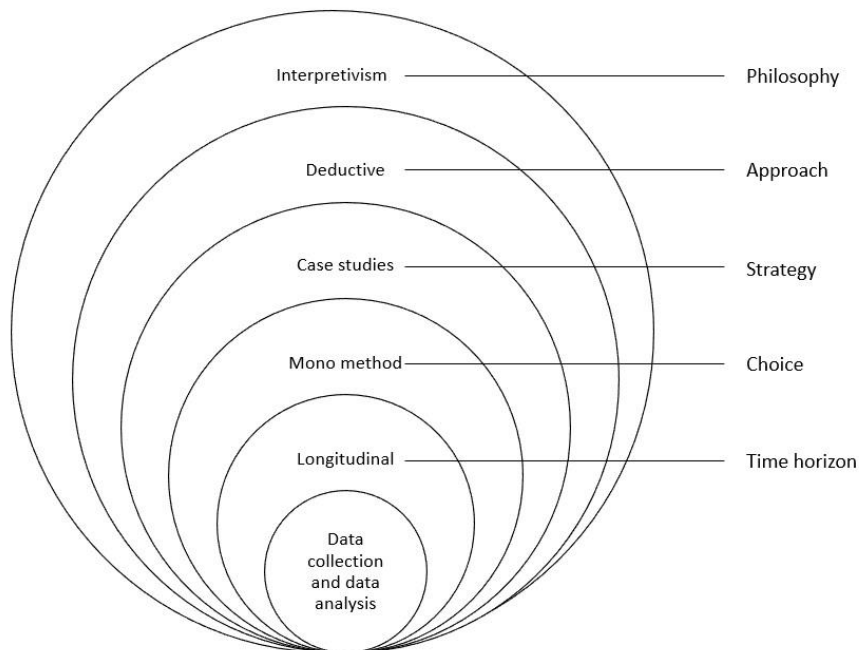 Interpretivism
Philosophy
Deductive
Approach
Case studies
Strategy
Mono method
Choice
Longitudinal
Time horizon
Data
collection
and data
analysis